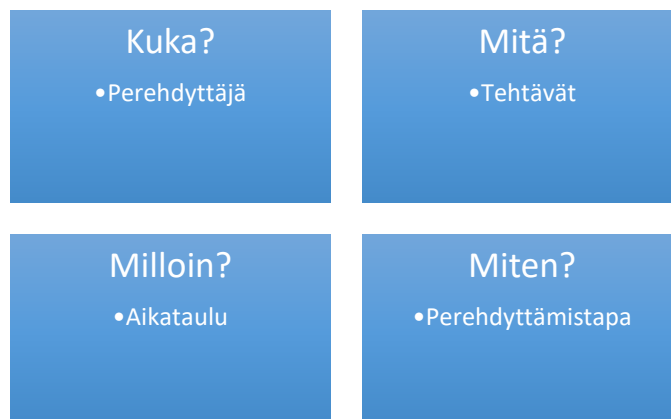 Kuka?
•Perehdyttäjä
Mitä?
•Tehtävät
Milloin?
•Aikataulu
Miten?
•Perehdyttämistapa